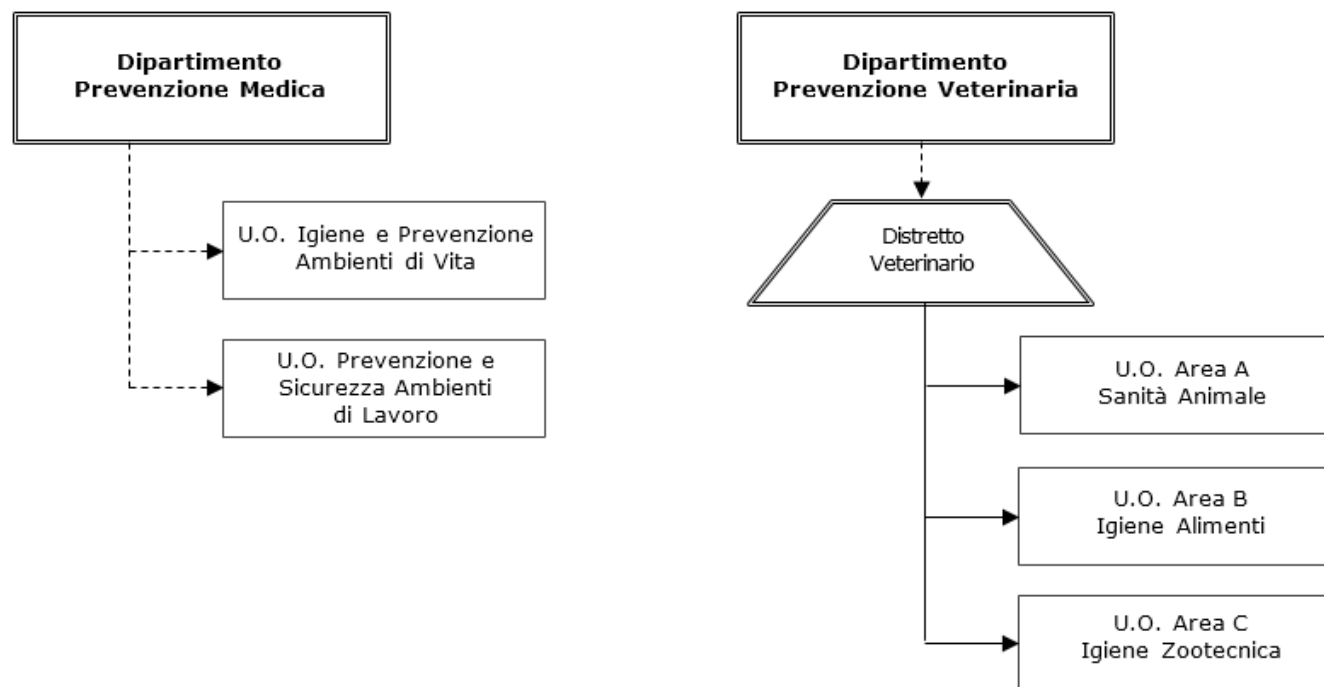 Dipartimento
Prevenzione Medica
U.O. Igiene e Prevenzione
Ambienti di Vita
U.O. Prevenzione e
Sicurezza Ambienti
di Lavoro
Dipartimento
Prevenzione Veterinaria
Distretto
Veterinario
U.O. Area A
Sanità Animale
U.O. Area B
Igiene Alimenti
U.O. Area C
Igiene Zootecnica